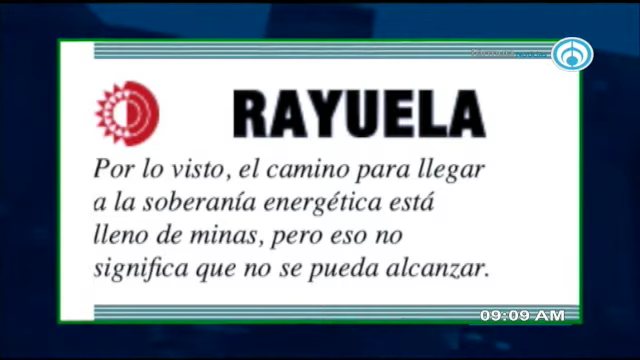 RAYUELA
Por lo visto, el camino para llegar
a la soberanía energética está
lleno de minas, pero eso no
significa que no se pueda alcanzar.
09:09 AM